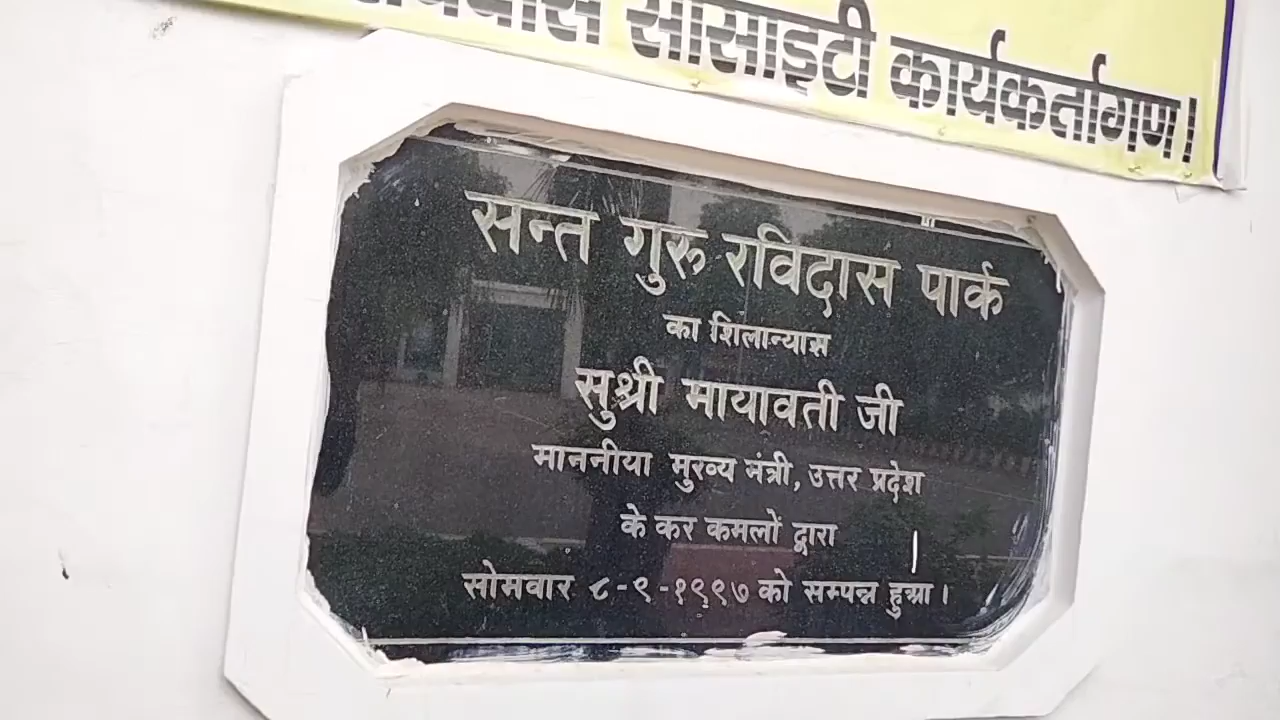 सोसाइटी कार्यकर्तागण।
सन्त गुरु रविदास पार्क
का शिलान्यास
सुश्री मायावती जी
माननीया मुख्य मंत्री, उत्तर प्रदेश
के कर कमलों द्वारा
सोमवार ८-९-१९९७ को सम्पन्न हुआ।